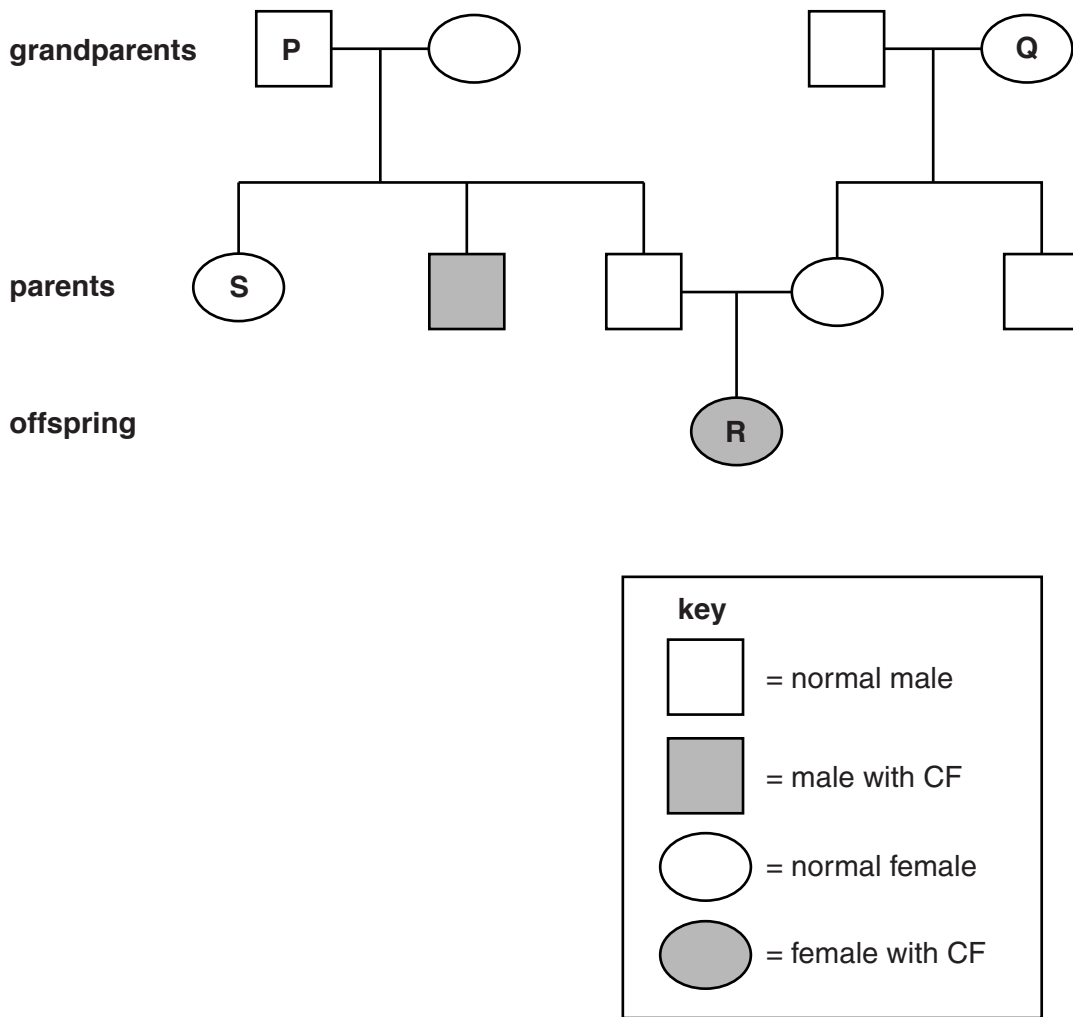 grandparents
P
Q
parents
S
offspring
R
key
= normal male
= male with CF
= normal female
= female with CF